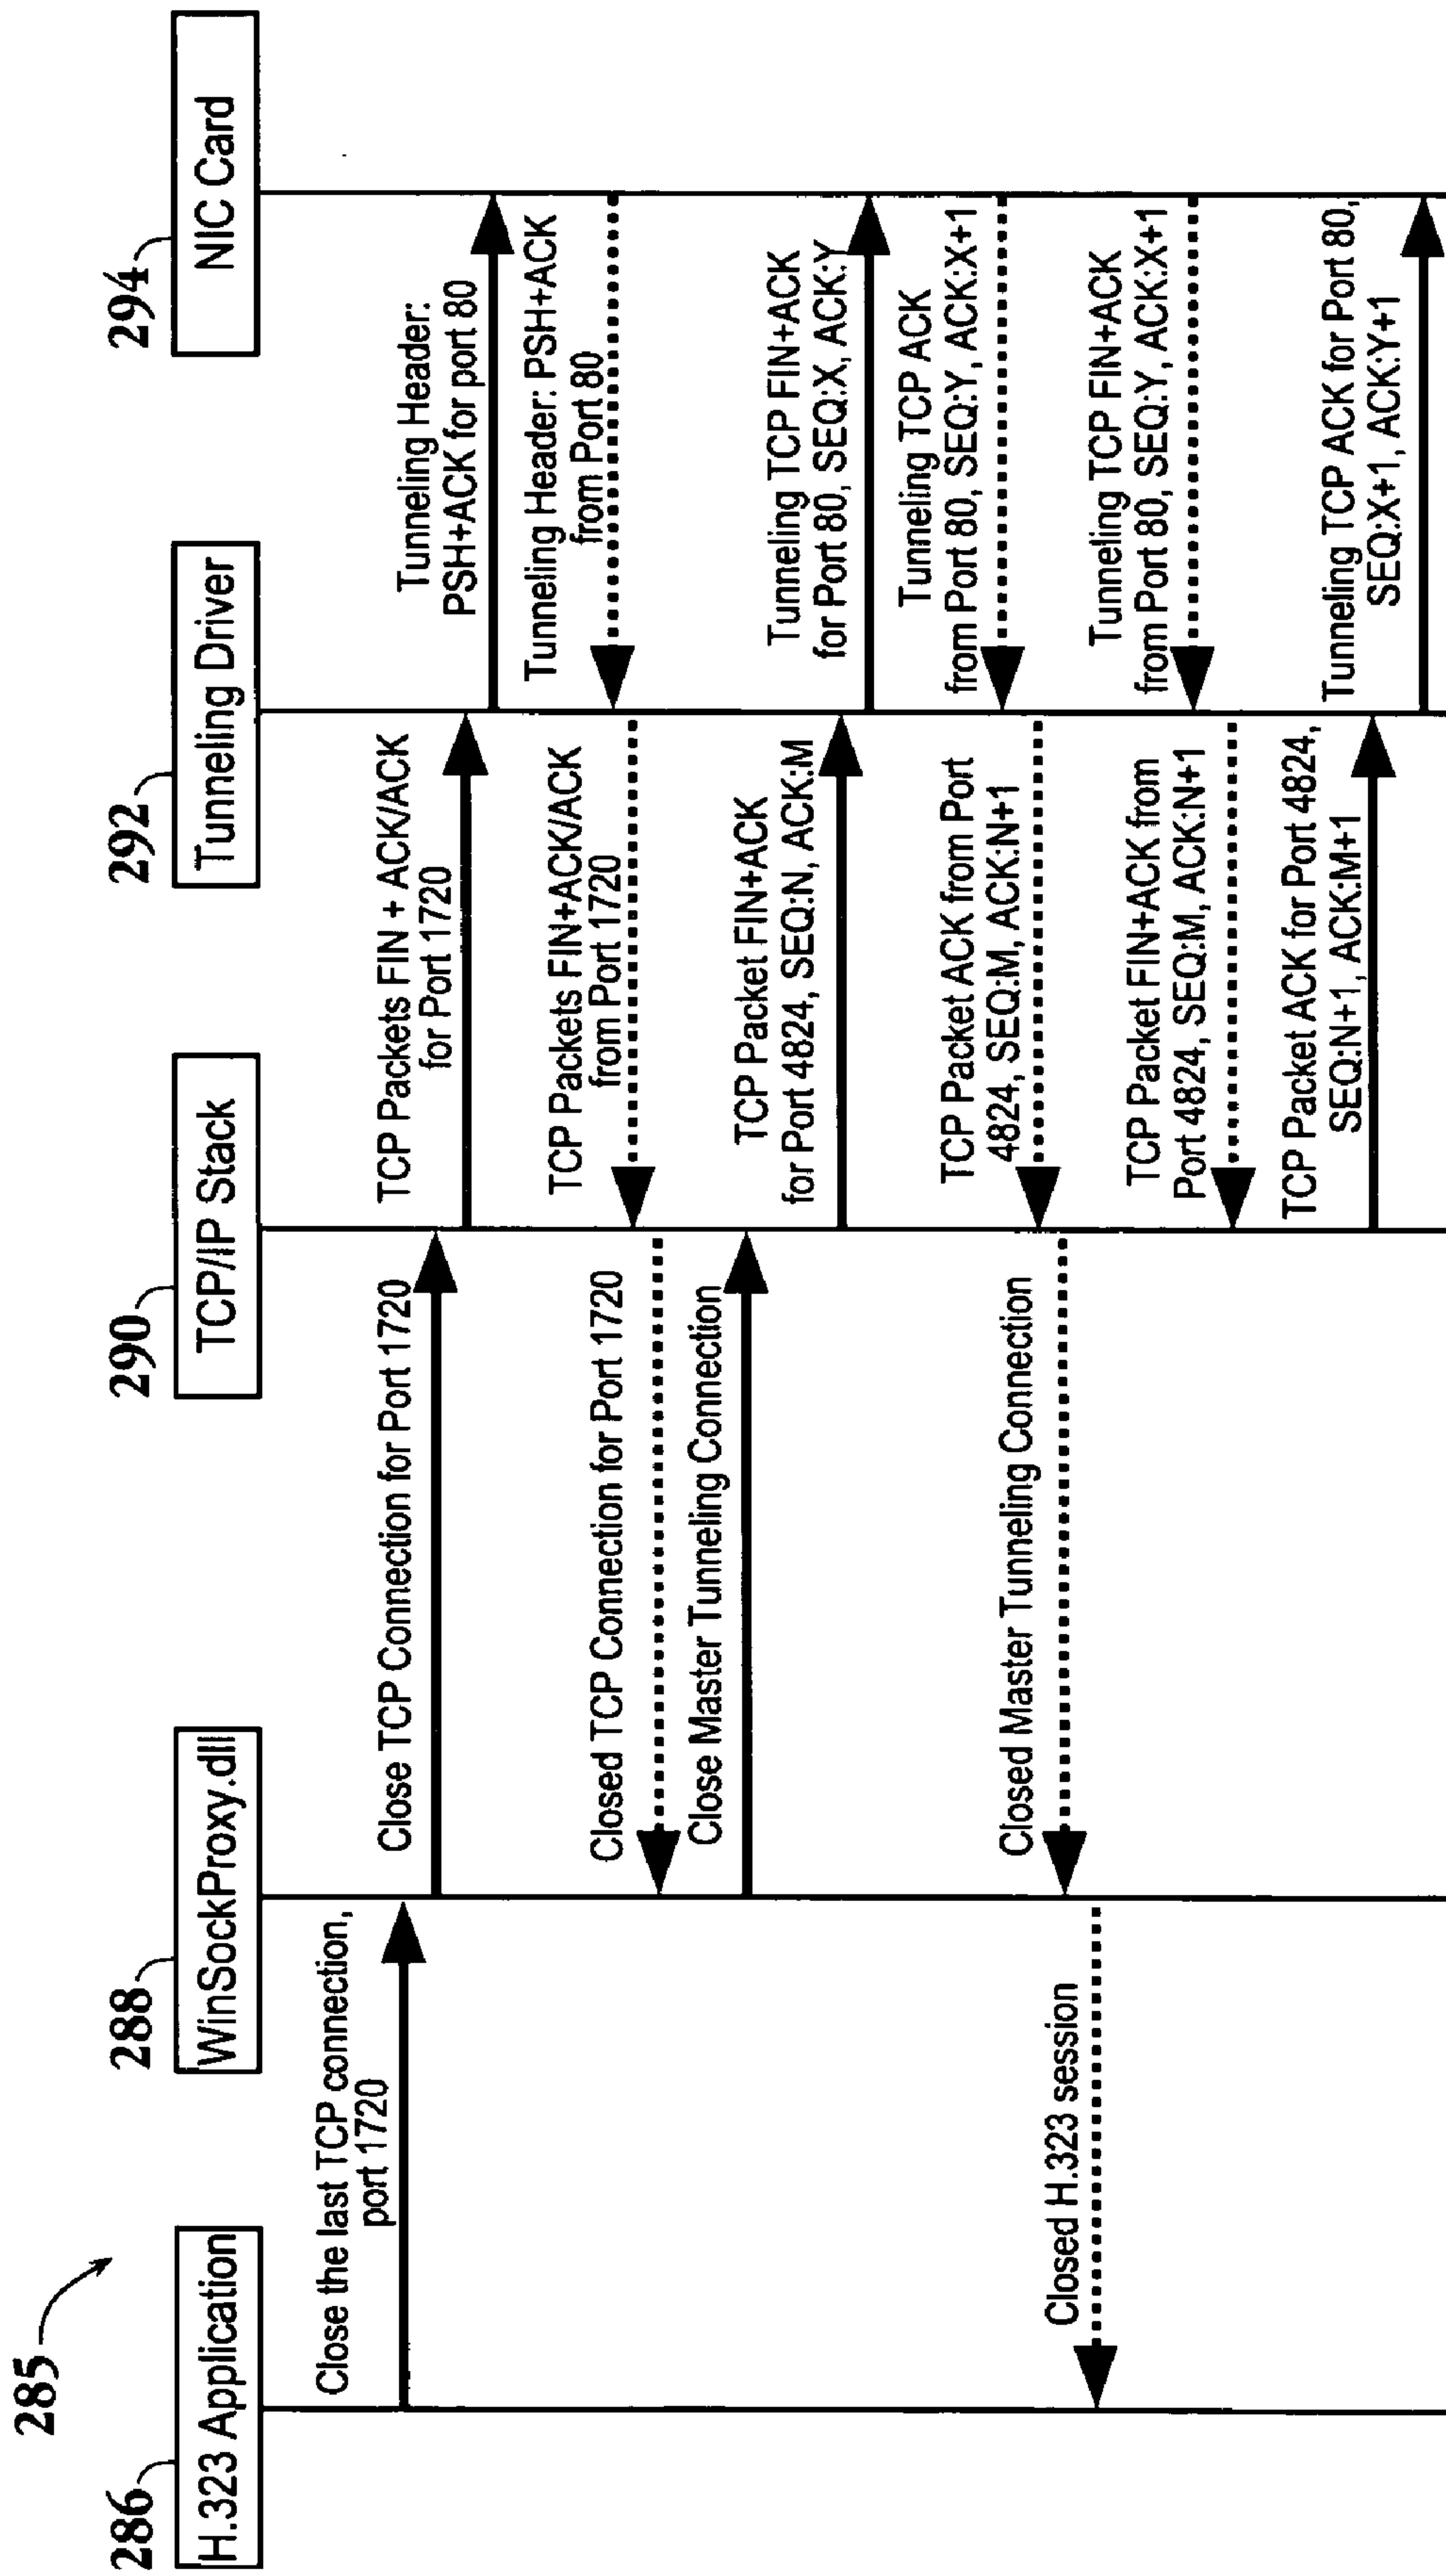 285
286
H.323 Application
288
WinSockProxy.dll
290
TCP/IP Stack
292
Tunneling Driver
294
NIC Card
Close the last TCP connection,
port 1720
Close TCP Connection for Port 1720
TCP Packets FIN + ACK/ACK
for Port 1720
Tunneling Header:
PSH+ACK for port 80
Tunneling Header: PSH+ACK
from Port 80
TCP Packets FIN+ACK/ACK
from Port 1720
Closed TCP Connection for Port 1720
Close Master Tunneling Connection
TCP Packet FIN+ACK
for Port 4824, SEQ:N, ACK:M
Tunneling TCP FIN+ACK
for Port 80, SEQ:X, ACK:Y
Tunneling TCP ACK
from Port 80, SEQ:Y, ACK:X+1
TCP Packet ACK from Port
4824, SEQ:M, ACK:N+1
Closed Master Tunneling Connection
Closed H.323 session
Tunneling TCP FIN+ACK
from Port 80, SEQ:Y, ACK:X+1
TCP Packet FIN+ACK from
Port 4824, SEQ:M, ACK:N+1
TCP Packet ACK for Port 4824,
SEQ:N+1, ACK:M+1
Tunneling TCP ACK for Port 80,
SEQ:X+1, ACK:Y+1